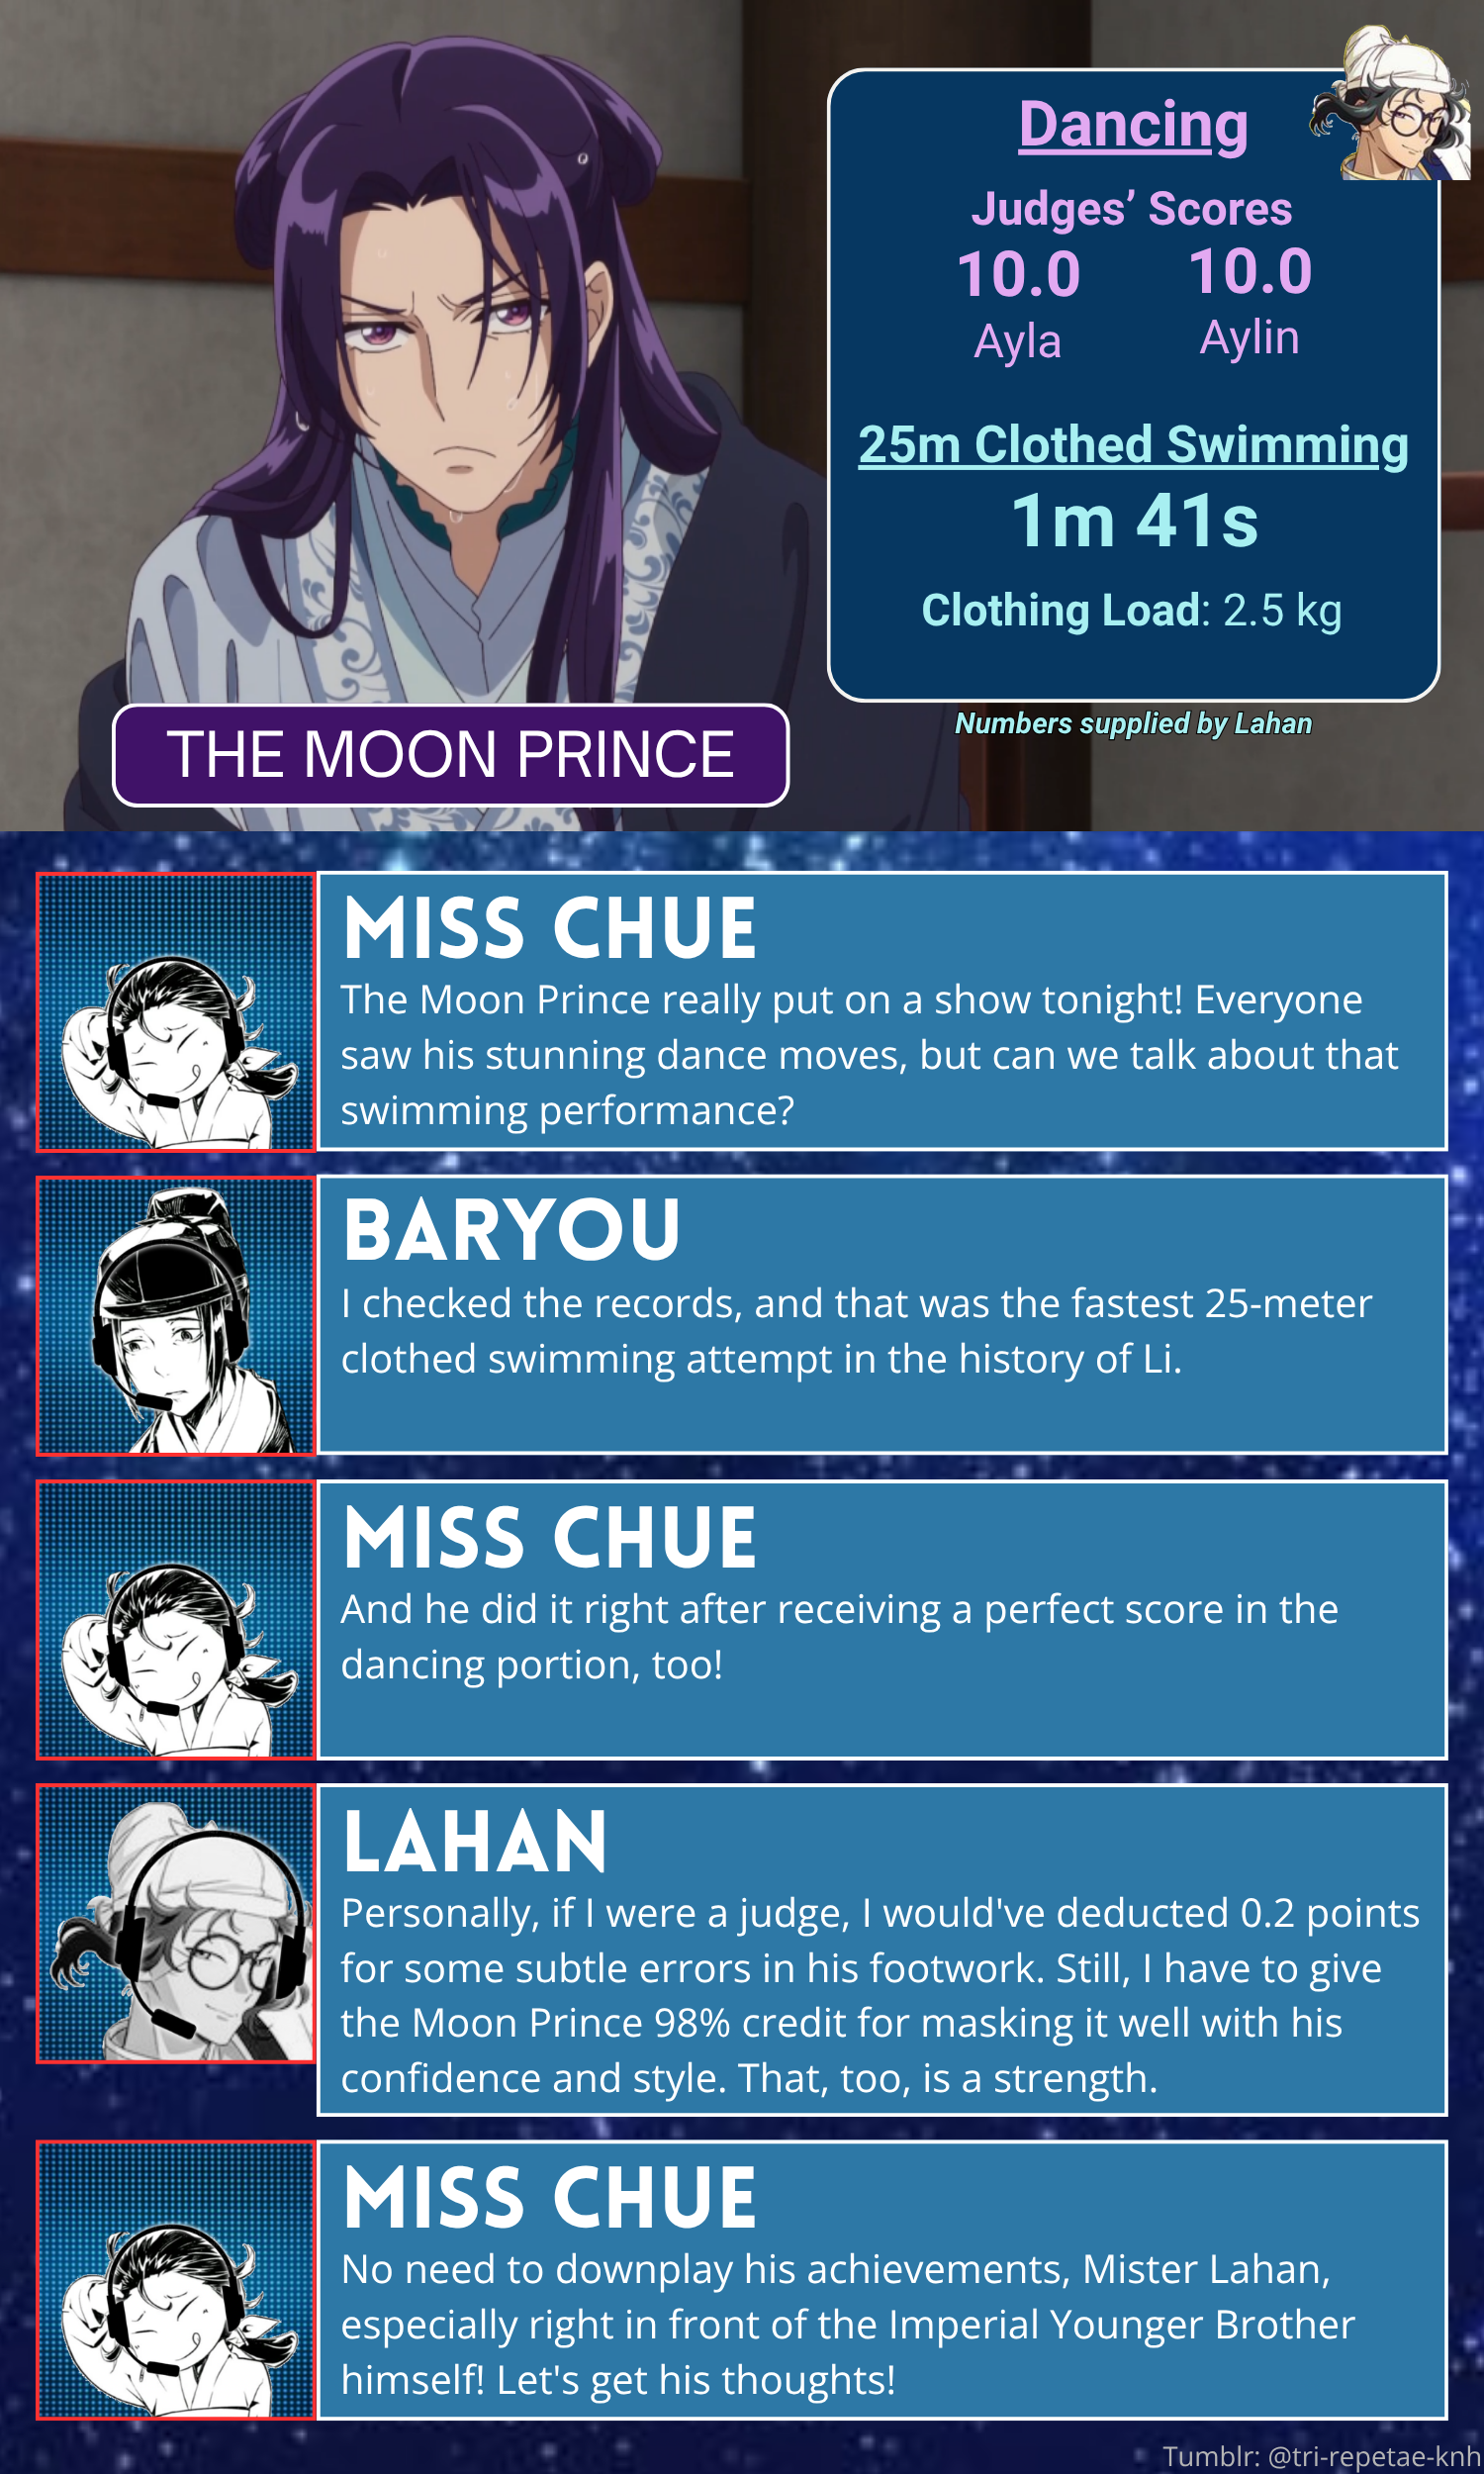 Dancing
Judges’ Scores
10.0 10.0
Ayla Aylin
25m Clothed Swimming
1m 41s
Clothing Load: 2.5 kg
Numbers supplied by Lahan
THE MOON PRINCE
MISS CHUE
The Moon Prince really put on a show tonight! Everyone
saw his stunning dance moves, but can we talk about that
swimming performance?
BARYOU
I checked the records, and that was the fastest 25-meter
clothed swimming attempt in the history of Li.
MISS CHUE
And he did it right after receiving a perfect score in the
dancing portion, too!
LAHAN
Personally, if I were a judge, I would've deducted 0.2 points
for some subtle errors in his footwork. Still, I have to give
the Moon Prince 98% credit for masking it well with his
confidence and style. That, too, is a strength.
MISS CHUE
No need to downplay his achievements, Mister Lahan,
especially right in front of the Imperial Younger Brother
himself! Let's get his thoughts!
Tumblr: @tri-repetae-knh